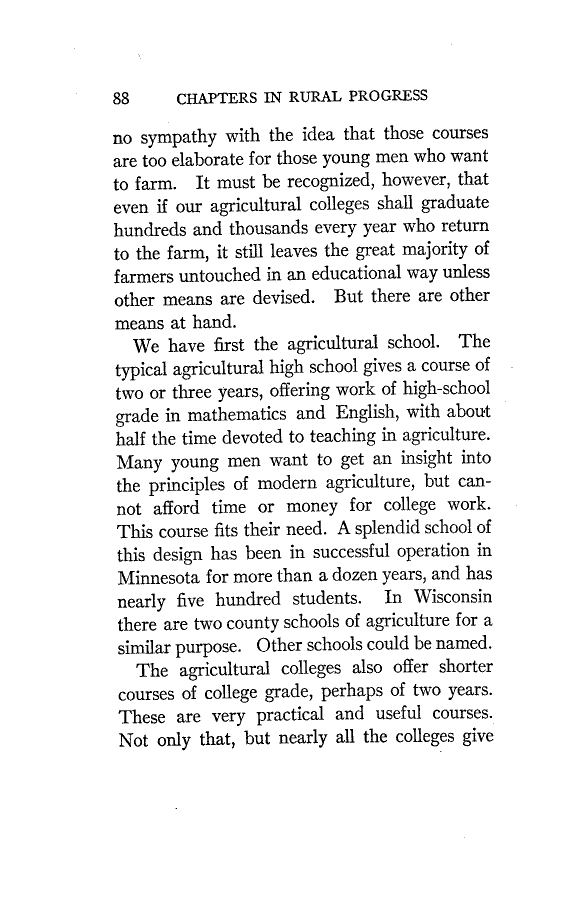 88 CHAPTERS IN RURAL PROGRESS
no sympathy with the idea that those courses
are too elaborate for those young men who want
to farm. It must be recognized, however, that
even if our agricultural colleges shall graduate
hundreds and thousands every year who return
to the farm, it still leaves the great majority of
farmers untouched in an educational way unless
other means are devised. But there are other
means at hand.
We have first the agricultural school. The
typical agricultural high school gives a course of
two or three years, offering work of high-school
grade in mathematics and English, with about
half the time devoted to teaching in agriculture.
Many young men want to get an insight into
the principles of modern agriculture, but can-
not afford time or money for college work.
This course fits their need. A splendid school of
this design has been in successful operation in
Minnesota for more than a dozen years, and has
nearly five hundred students. In Wisconsin
there are two county schools of agriculture for a
similar purpose. Other schools could be named.
The agricultural colleges also offer shorter
courses of college grade, perhaps of two years.
These are very practical and useful courses.
Not only that, but nearly all the colleges give